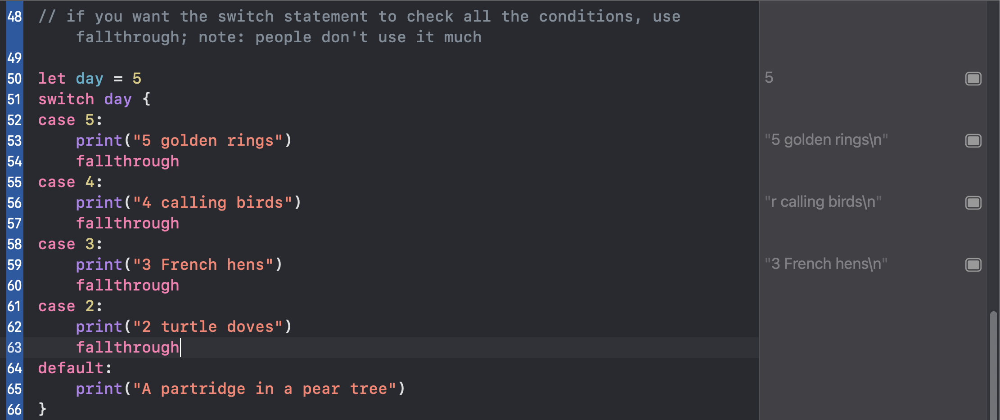 48 // if you want the switch statement to check all the conditions, use
fallthrough; note: people don't use it much
49
50 let day = 5 5
51 switch day {
52 case 5:
53 print("5 golden rings") "5 golden rings\n"
54 fallthrough
55 case 4:
56 print("4 calling birds") "r calling birds\n"
57 fallthrough
58 case 3:
59 print("3 French hens") "3 French hens\n"
60 fallthrough
61 case 2:
62 print("2 turtle doves")
63 fallthrough
64 default:
65 print("A partridge in a pear tree")
66 }